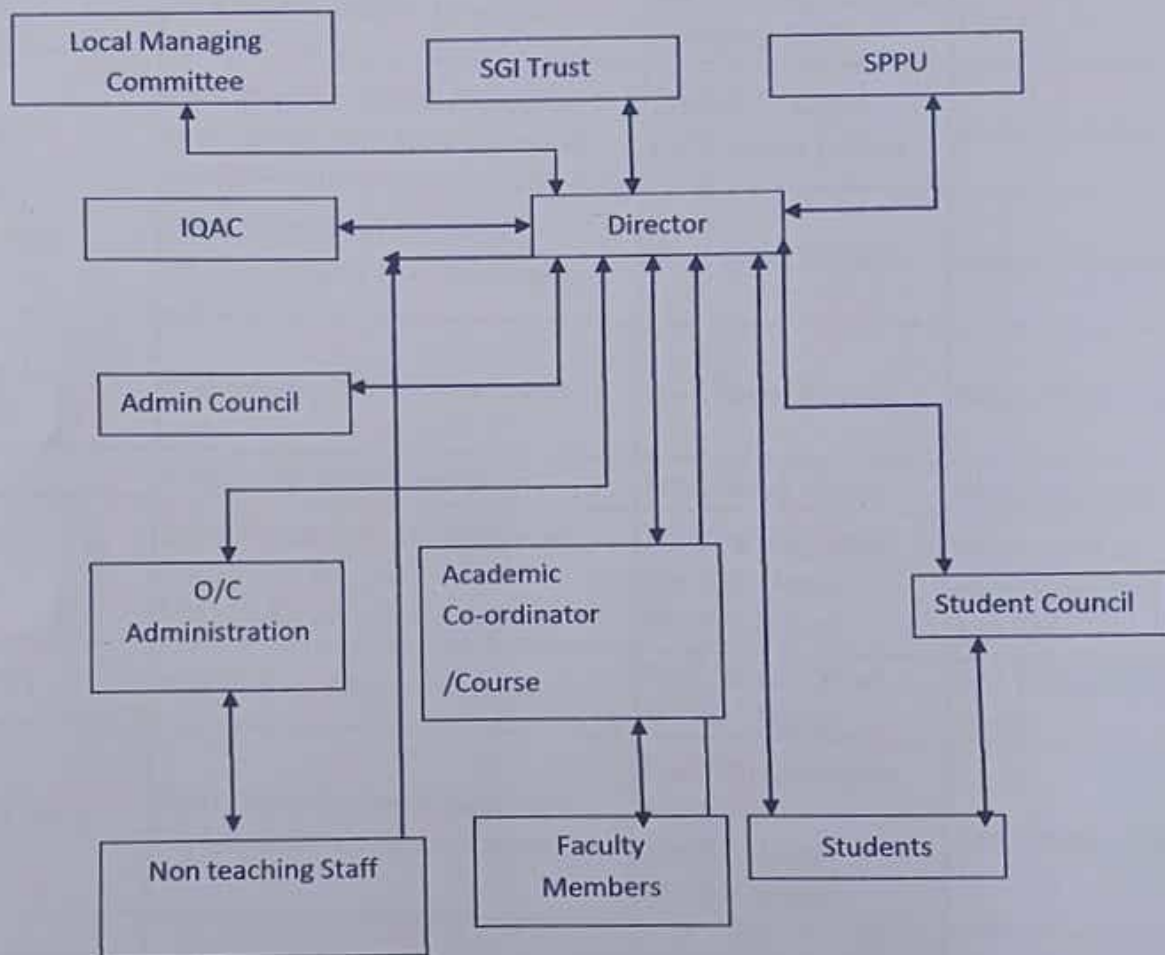 Local Managing
Committee
SGI Trust
SPPU
IQAC
Director
Admin Council
O/C
Administration
Academic
Co-ordinator
/Course
Student Council
Non teaching Staff
Faculty
Members
Students